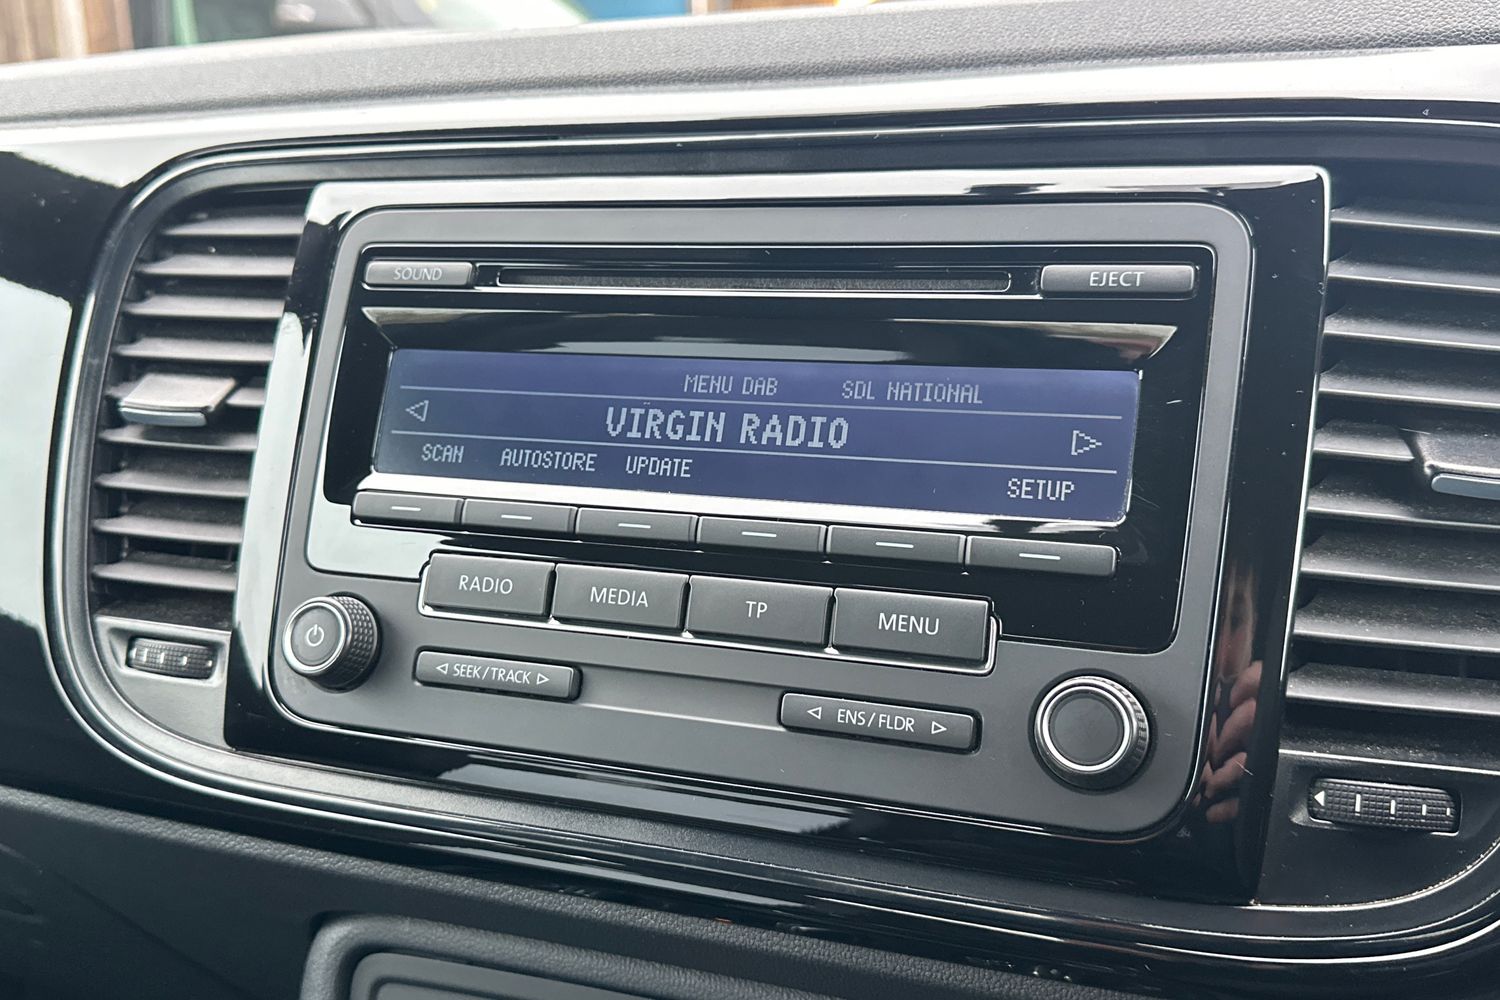 SOUND
EJECT
MENU DAB SDL NATIONAL
VIRGIN RADIO
SCAN AUTOSTORE UPDATE SETUP
RADIO MEDIA TP MENU
SEEK/TRACK
ENS/FLDR